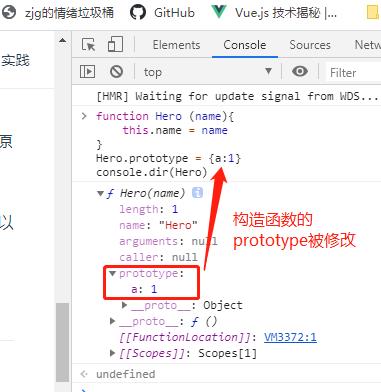 zjg的情绪垃圾桶 GitHub Vue.js 技术揭秘 |
实践
Elements Console Sources
top Filter
[HMR] Waiting for update signal from WDS...
function Hero (name){
this.name = name
}
Hero.prototype = {a:1}
console.dir(Hero)
ƒ Hero(name) i
length: 1
name: "Hero"
arguments: null
caller: null
prototype:
a: 1
__proto__: Object
__proto__: ƒ ()
[[FunctionLocation]]: VM3372:1
[[Scopes]]: Scopes[1]
undefined
构造函数的
prototype被修改
以